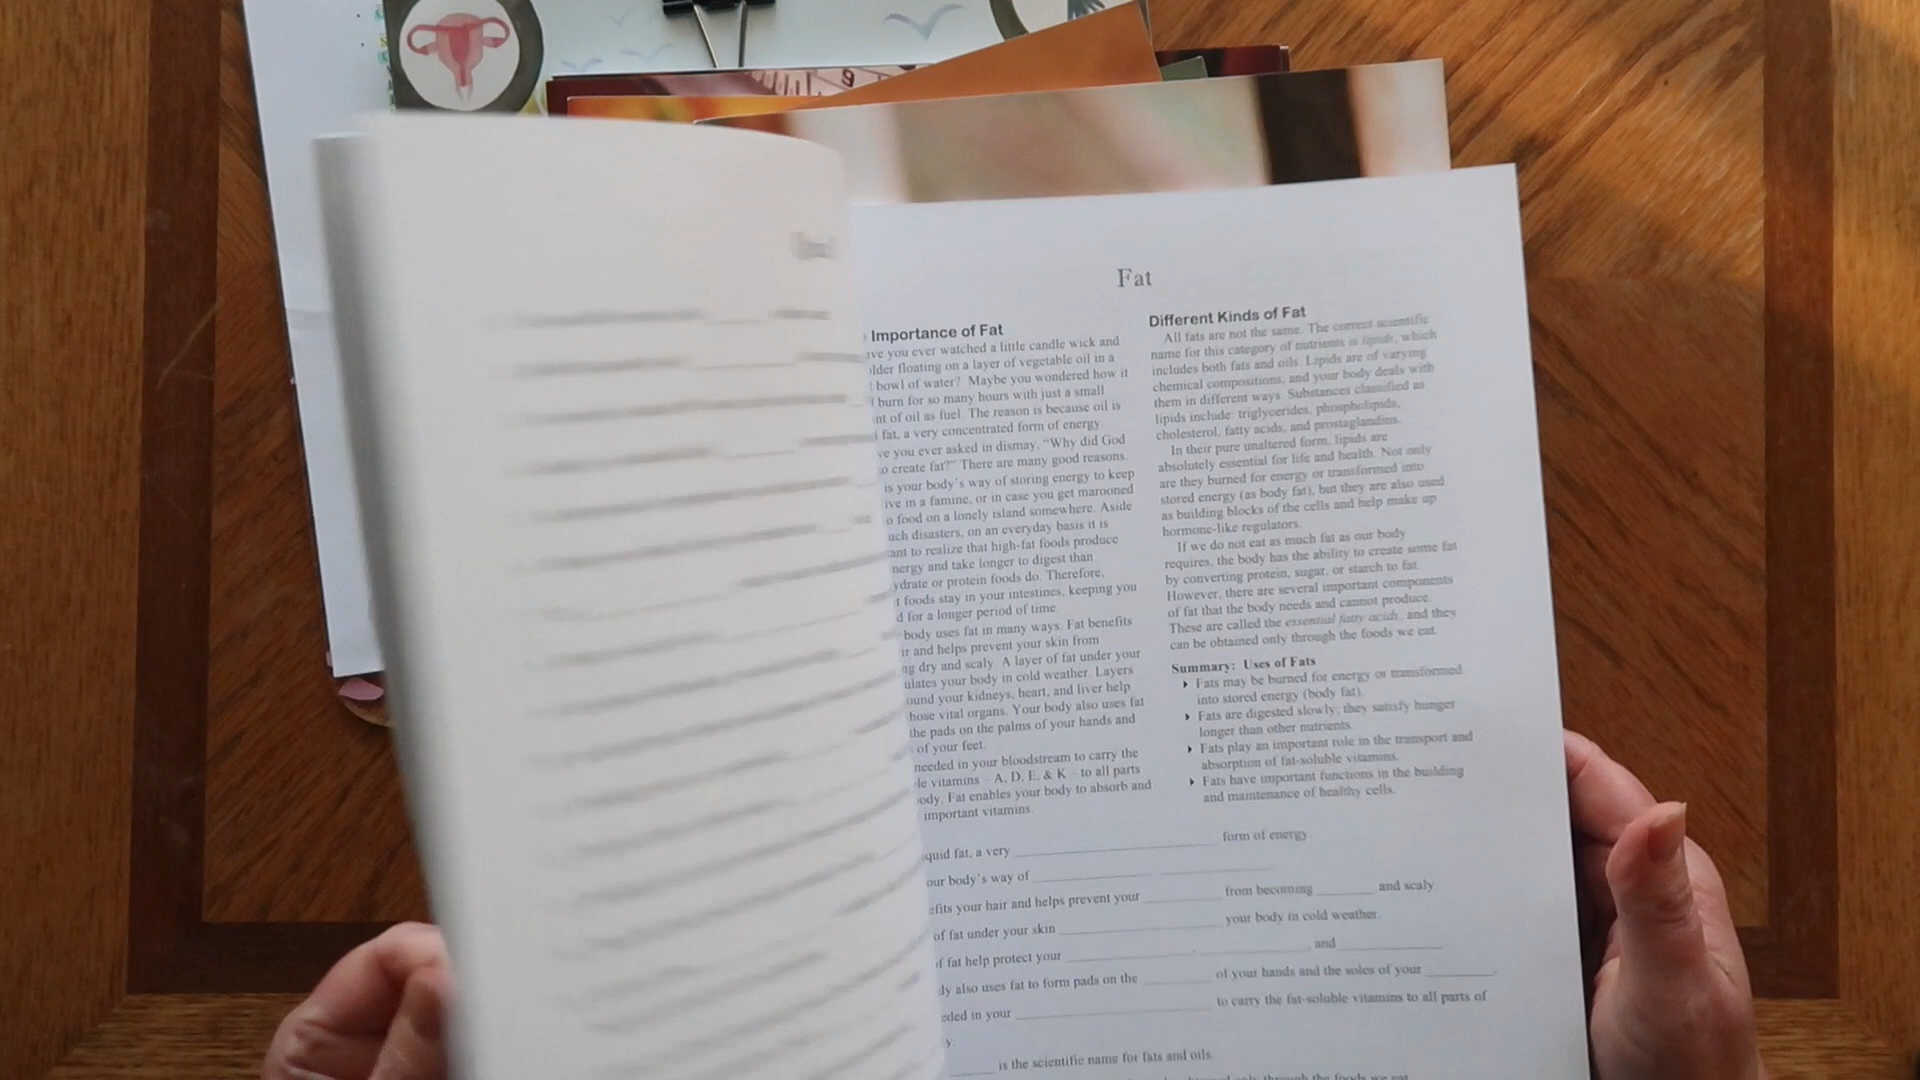 9
Fat
Importance of Fat
ve you ever watched a little candle wick and
lder floating on a layer of vegetable oil in a
bowl of water? Maybe you wondered how it
burn for so many hours with just a small
nt of oil as fuel. The reason is because oil is
fat, a very concentrated form of energy.
ve you ever asked in dismay, "Why did God
o create fat?" There are many good reasons.
is your body's way of storing energy to keep
ive in a famine, or in case you get marooned
o food on a lonely island somewhere. Aside
uch disasters, on an everyday basis it is
ant to realize that high-fat foods produce
nergy and take longer to digest than
ydrate or protein foods do. Therefore,
t foods stay in your intestines, keeping you
d for a longer period of time.
body uses fat in many ways. Fat benefits
ir and helps prevent your skin from
ng dry and scaly. A layer of fat under your
ulates your body in cold weather. Layers
ound your kidneys, heart, and liver help
hose vital organs. Your body also uses fat
the pads on the palms of your hands and
of your feet.
needed in your bloodstream to carry the
le vitamins – A, D, E, & K – to all parts
ody. Fat enables your body to absorb and
important vitamins.
Different Kinds of Fat
All fats are not the same. The correct scientific
name for this category of nutrients is lipids, which
includes both fats and oils. Lipids are of varying
chemical compositions, and your body deals with
them in different ways. Substances classified as
lipids include: triglycerides, phospholipids,
cholesterol, fatty acids, and prostaglandins.
In their pure unaltered form, lipids are
absolutely essential for life and health. Not only
are they burned for energy or transformed into
stored energy (as body fat), but they are also used
as building blocks of the cells and help make up
hormone-like regulators.
If we do not eat as much fat as our body
requires, the body has the ability to create some fat
by converting protein, sugar, or starch to fat.
However, there are several important components
of fat that the body needs and cannot produce.
These are called the essential fatty acids, and they
can be obtained only through the foods we eat.
Summary: Uses of Fats
Fats may be burned for energy or transformed
into stored energy (body fat).
Fats are digested slowly; they satisfy hunger
longer than other nutrients.
Fats play an important role in the transport and
absorption of fat-soluble vitamins.
Fats have important functions in the building
and maintenance of healthy cells.
quid fat, a very ____ form of energy.
our body's way of ____ ____
fits your hair and helps prevent your ____ from becoming ____ and scaly.
of fat under your skin ____ your body in cold weather.
f fat help protect your ____, ____, and ____
dy also uses fat to form pads on the ____ of your hands and the soles of your ____.
eded in your ____ to carry the fat-soluble vitamins to all parts of
y.
____ is the scientific name for fats and oils.
only through the foods we eat